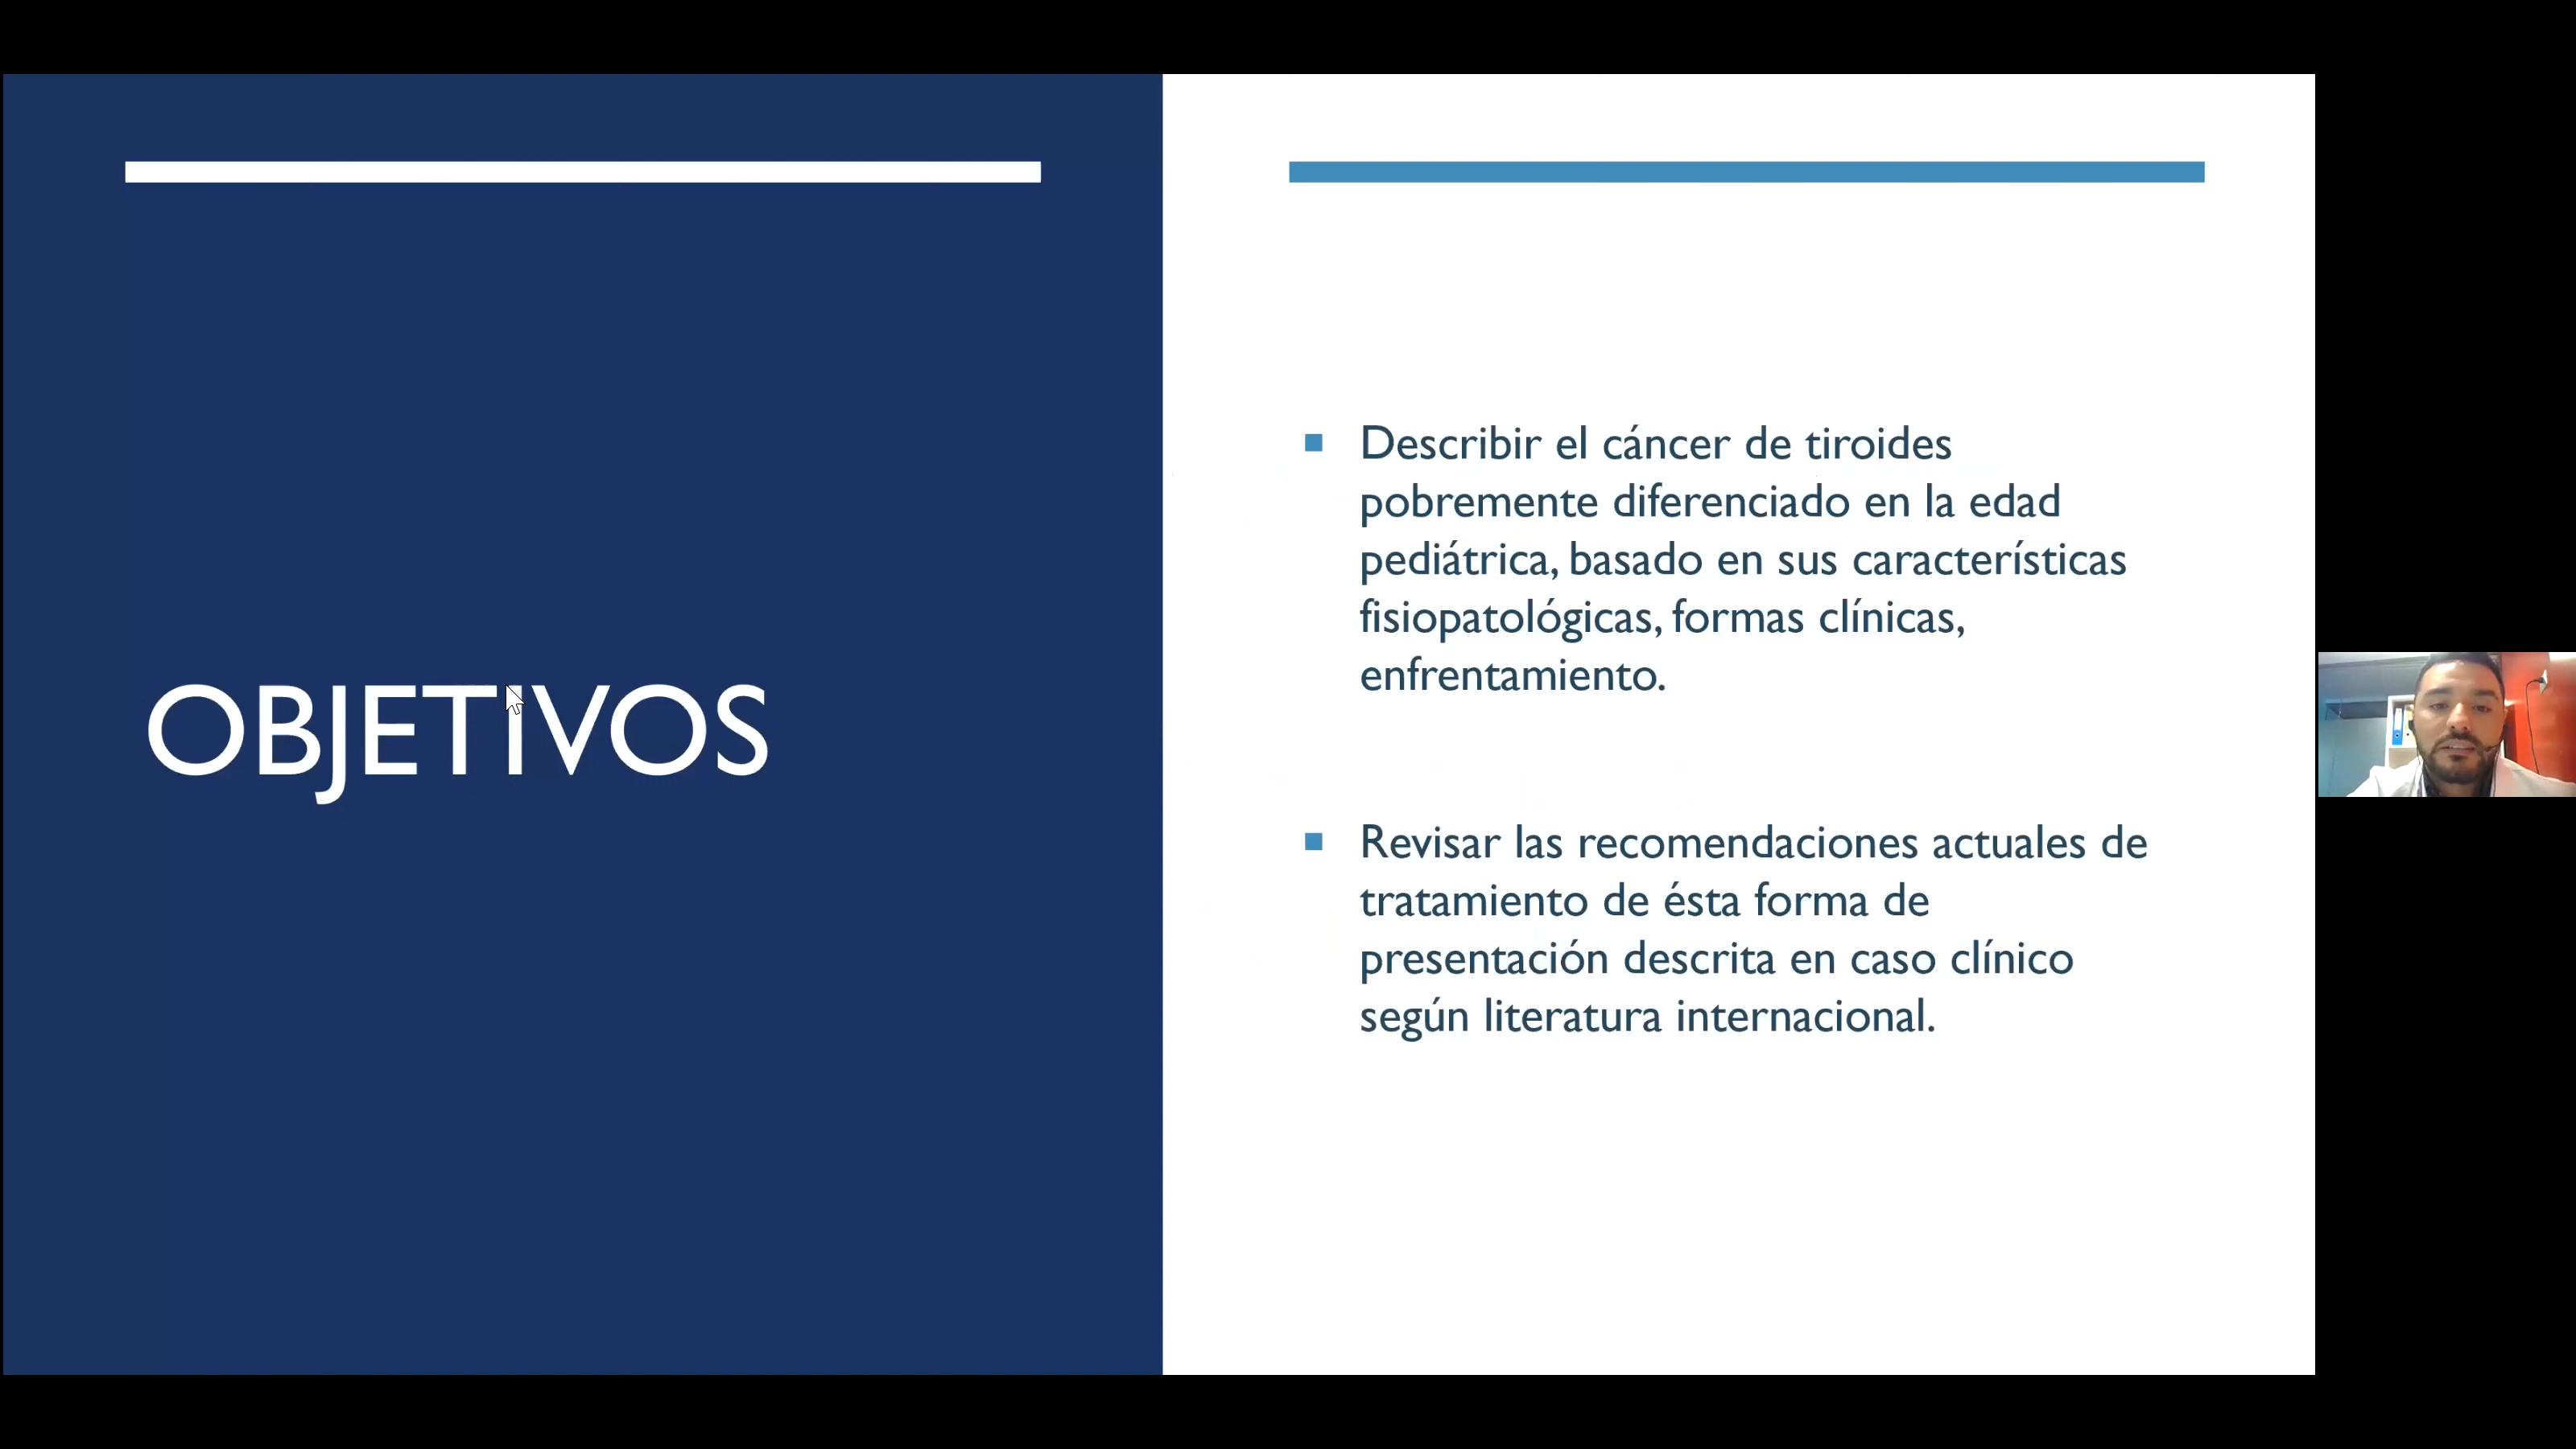 OBJETIVOS
Describir el cáncer de tiroides
pobremente diferenciado en la edad
pediátrica, basado en sus características
fisiopatológicas, formas clínicas,
enfrentamiento.
Revisar las recomendaciones actuales de
tratamiento de ésta forma de
presentación descrita en caso clínico
según literatura internacional.